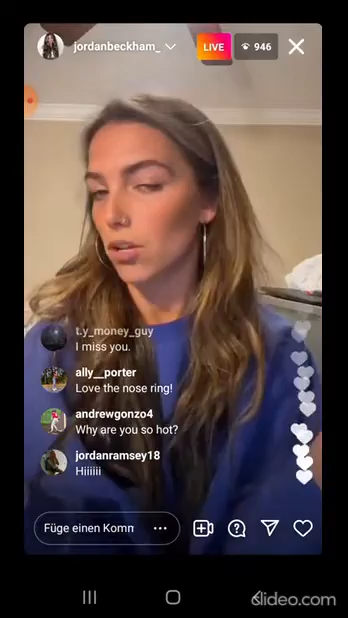 jordanbeckham_
LIVE
946
t.y_money_guy
I miss you.
ally__porter
Love the nose ring!
andrewgonzo4
Why are you so hot?
jordanramsey18
Hiiiiii
Füge einen Komm
clideo.com